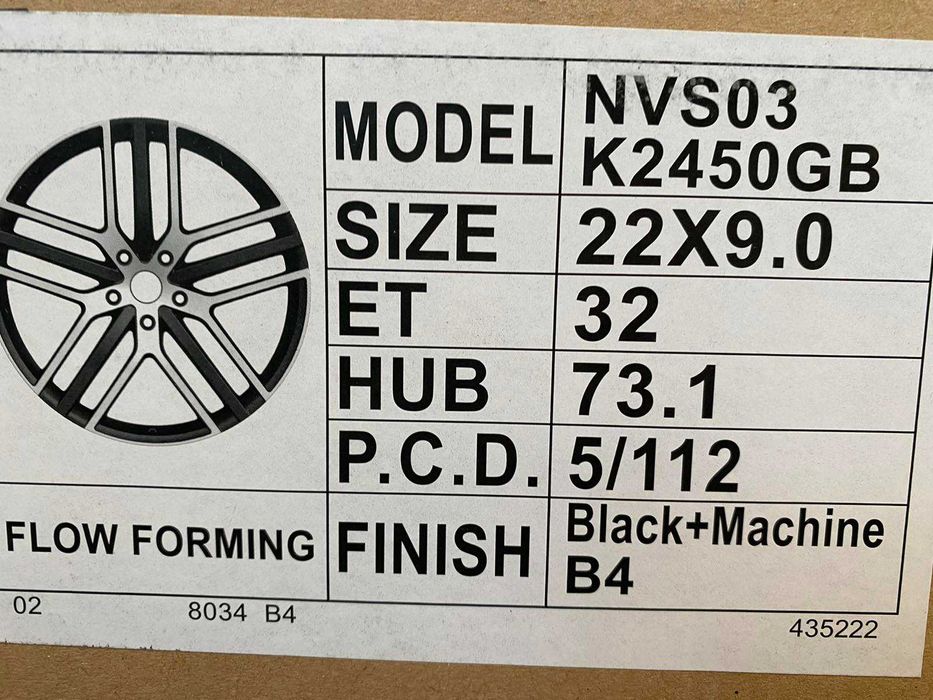 MODEL NVS03
K2450GB
SIZE 22X9.0
ET 32
HUB 73.1
P.C.D. 5/112
FLOW FORMING
FINISH Black+Machine
B4
02 8034 B4 435222